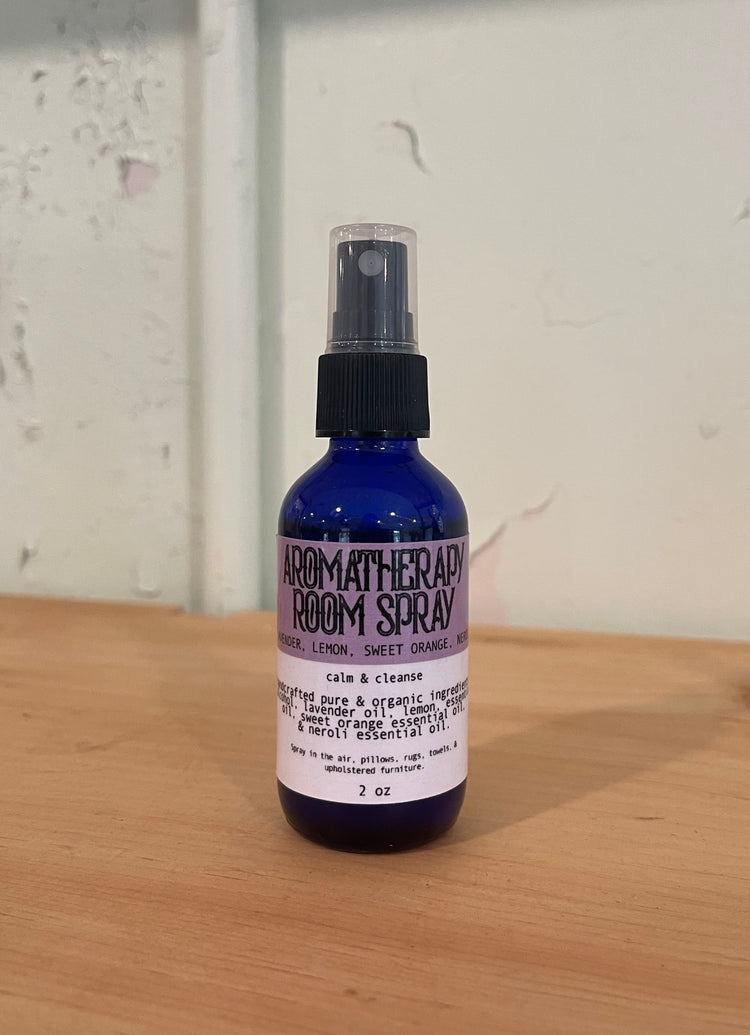 AROMATHERAPY
ROOM SPRAY
LEMON, SWEET ORANGE,
calm & cleanse
pure & organic
lavender oil, lemon,
oil, sweet orange essential oil,
& neroli essential oil.
Spray in the air, pillows, rugs, towels, &
upholstered furniture.
2 oz